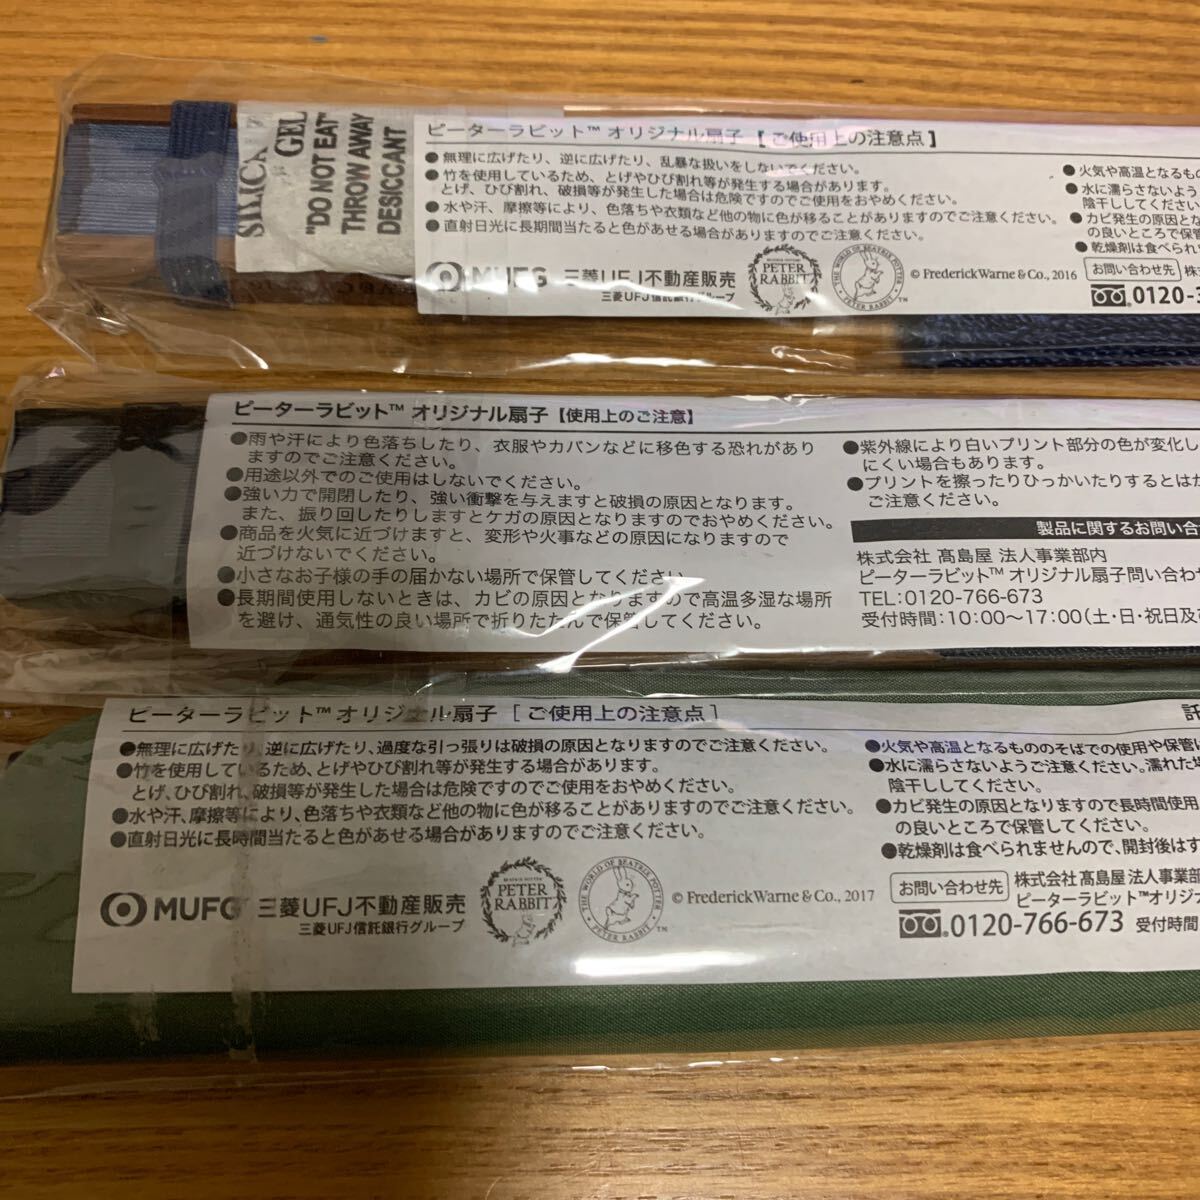 SILICA GEL
"DO NOT EAT"
THROW AWAY
DESICCANT
ピーターラビット™ オリジナル扇子【ご使用上の注意点】
●無理に広げたり、逆に広げたり、乱暴な扱いをしないでください。
●竹を使用しているため、とげやひび割れ等が発生する場合があります。
とげ、ひび割れ、破損等が発生した場合は危険ですのでご使用をおやめください。
●水や汗、摩擦等により、色落ちや衣類など他の物に色が移ることがありますのでご注意ください。
●直射日光に長期間当たると色があせる場合がありますのでご注意ください。
MUFG 三菱UFJ不動産販売
三菱UFJ信託銀行グループ
PETER RABBIT™
THE WORLD OF BEATRIX POTTER
PETER RABBIT™
© Frederick Warne & Co., 2016
●火気や高温となるもの
●水に濡らさないよう
陰干ししてください
●カビ発生の原因とな
の良いところで保管
●乾燥剤は食べられ
お問い合わせ先 株
0120-3
ピーターラビット™ オリジナル扇子【使用上のご注意】
●雨や汗により色落ちしたり、衣服やカバンなどに移色する恐れがあり
ますのでご注意ください。
●用途以外でのご使用はしないでください。
●強い力で開閉したり、強い衝撃を与えますと破損の原因となります。
また、振り回したりしますとケガの原因となりますのでおやめください。
●商品を火気に近づけますと、変形や火事などの原因になりますので
近づけないでください。
●小さなお子様の手の届かない場所で保管してください。
●長期間使用しないときは、カビの原因となりますので高温多湿な場所
を避け、通気性の良い場所で折りたたんで保管してください。
●紫外線により白いプリント部分の色が変化し
にくい場合もあります。
●プリントを擦ったりひっかいたりするとはが
ご注意ください。
製品に関するお問い合
株式会社 髙島屋 法人事業部内
ピーターラビット™ オリジナル扇子問い合わせ
TEL:0120-766-673
受付時間:10:00〜17:00(土・日・祝日及び
ピーターラビット™オリジナル扇子［ご使用上の注意点］
●無理に広げたり、逆に広げたり、過度な引っ張りは破損の原因となりますのでご注意ください。
●竹を使用しているため、とげやひび割れ等が発生する場合があります。
とげ、ひび割れ、破損等が発生した場合は危険ですのでご使用をおやめください。
●水や汗、摩擦等により、色落ちや衣類など他の物に色が移ることがありますのでご注意ください。
●直射日光に長時間当たると色があせる場合がありますのでご注意ください。
MUFG 三菱UFJ不動産販売
三菱UFJ信託銀行グループ
BEATRIX POTTER
PETER RABBIT™
THE WORLD OF BEATRIX POTTER
PETER RABBIT™
© Frederick Warne & Co., 2017
●火気や高温となるもののそばでの使用や保管は
●水に濡らさないようご注意ください。濡れた場
陰干ししてください。
●カビ発生の原因となりますので長時間使用
の良いところで保管してください。
●乾燥剤は食べられませんので、開封後はす
お問い合わせ先 株式会社 髙島屋 法人事業部
ピーターラビット™オリジナ
0120-766-673 受付時間